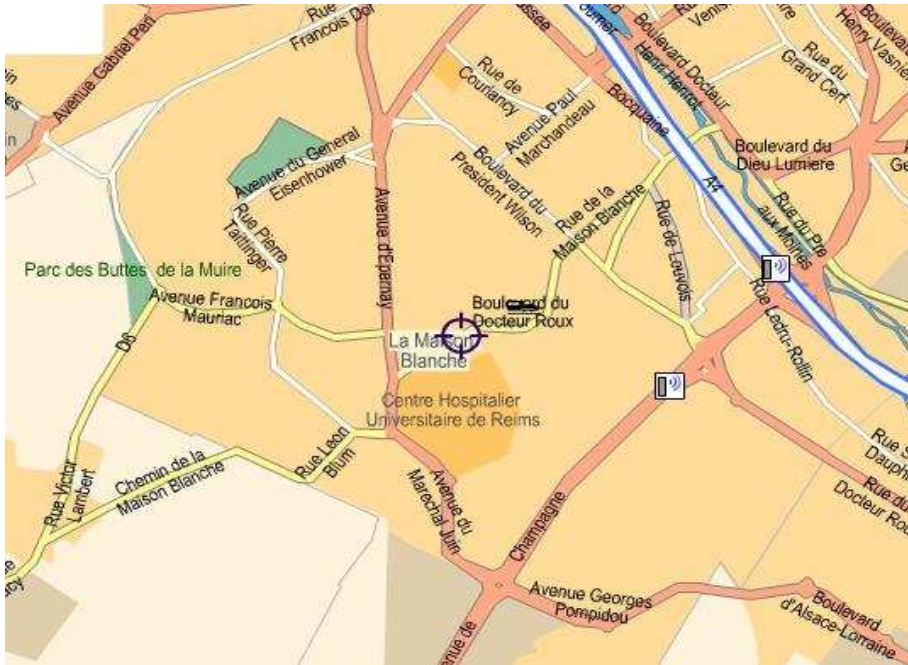 Rue
François Dor
Avenue Gabriel Peri
Rue de
Courlancy
Avenue Paul
Marchandeau
Bocquaine
Boulevard Docteur
Henri Henrot
Rue du
Grand Cerf
Boulevard
Henry Vasnier
Boulevard du
Dieu Lumiere
A4
Avenue du General
Eisenhower
Boulevard du
President Wilson
Rue de la
Maison Blanche
Rue de Louvois
Rue du Pre
aux Moines
Rue Pierre
Taittinger
Avenue d'Epernay
Parc des Buttes de la Muire
Avenue Francois
Mauriac
Boulevard du
Docteur Roux
Rue Ledru-Rollin
La Maison
Blanche
D8
Centre Hospitalier
Universitaire de Reims
Rue Leon
Blum
Chemin de la
Maison Blanche
Rue Victor
Lambert
Avenue du
Marechal Juin
Champagne
Rue du
Docteur Roux
Avenue Georges
Pompidou
Boulevard
d'Alsace-Lorraine